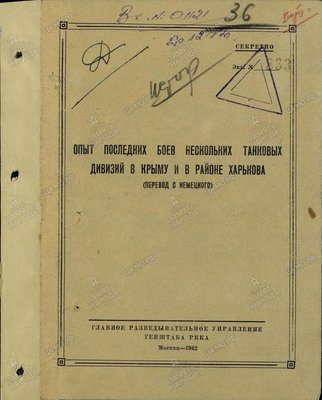 Вх. N. 01121
36
СЕКРЕТНО
Экз. №
ОПЫТ ПОСЛЕДНИХ БОЕВ НЕСКОЛЬКИХ ТАНКОВЫХ
ДИВИЗИЙ В КРЫМУ И В РАЙОНЕ ХАРЬКОВА
(ПЕРЕВОД С НЕМЕЦКОГО)
ГЛАВНОЕ РАЗВЕДЫВАТЕЛЬНОЕ УПРАВЛЕНИЕ
ГЕНШТАБА РККА
Москва—1942